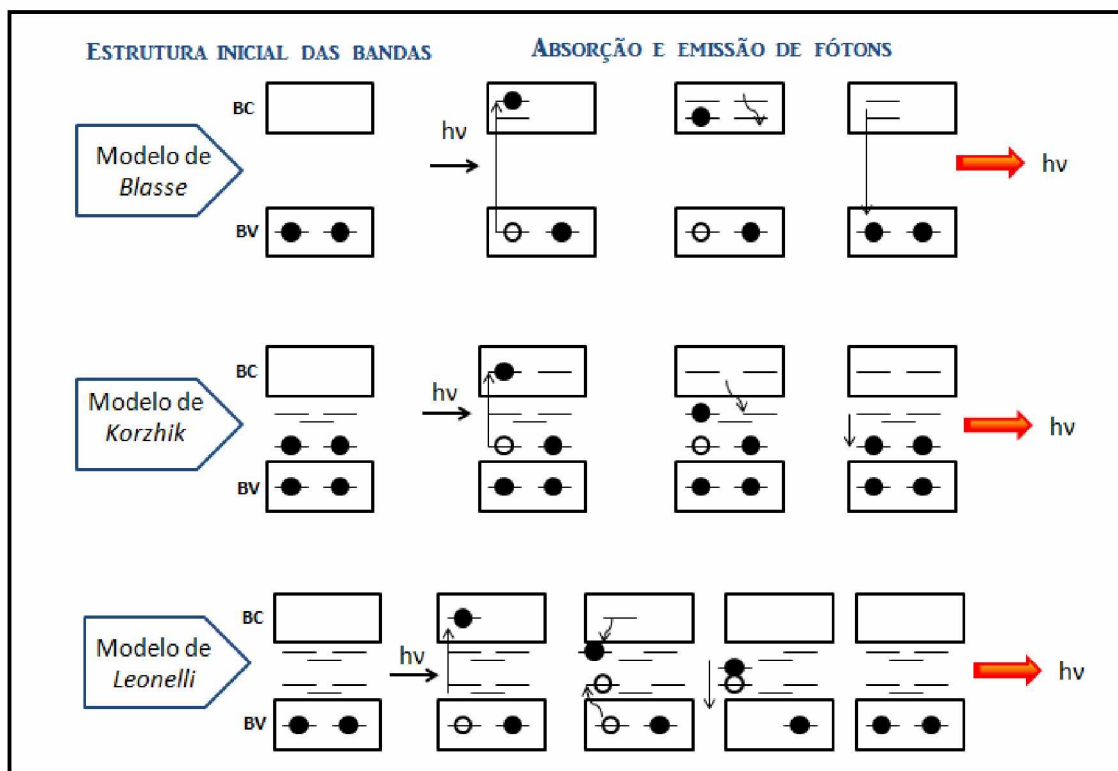 ESTRUTURA INICIAL DAS BANDAS
ABSORÇÃO E EMISSÃO DE FÓTONS
BC
Modelo de
Blasse
hν
hν
BV
BC
Modelo de
Korzhik
hν
hν
BV
BC
Modelo de
Leonelli
hν
hν
BV